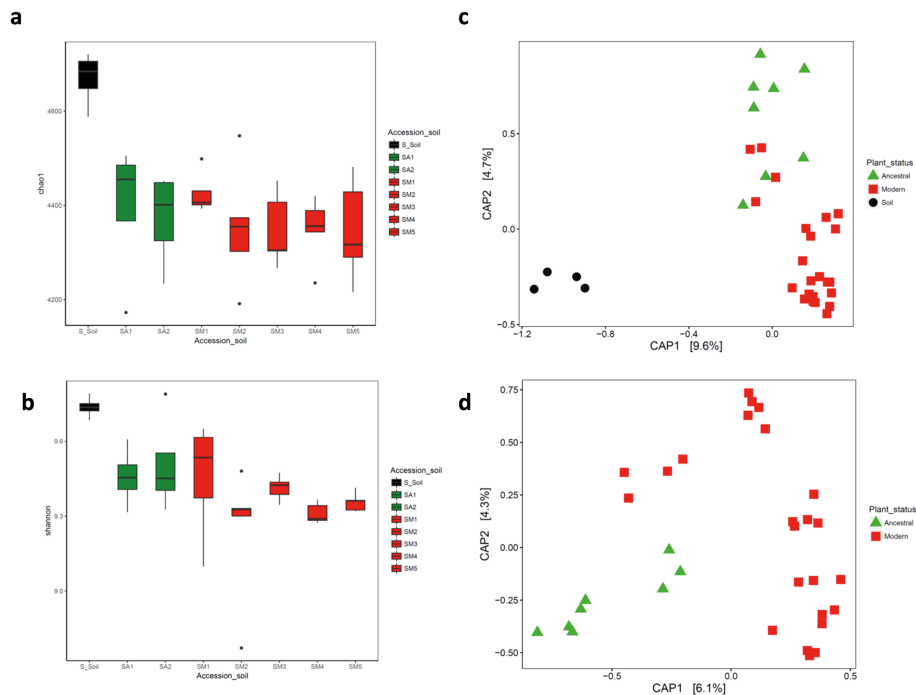 a
4600
4400
4200
chao1
S_Soil SA1 SA2 SM1 SM2 SM3 SM4 SM5
Accession_soil
Accession_soil
S_Soil
SA1
SA2
SM1
SM2
SM3
SM4
SM5
c
0.5
0.0
−0.5
CAP2 [4.7%]
−1.2 −0.8 −0.4 0.0
CAP1 [9.6%]
Plant_status
Ancestral
Modern
Soil
b
9.6
9.3
9.0
shannon
S_Soil SA1 SA2 SM1 SM2 SM3 SM4 SM5
Accession_soil
Accession_soil
S_Soil
SA1
SA2
SM1
SM2
SM3
SM4
SM5
d
0.75
0.50
0.25
0.00
−0.25
−0.50
CAP2 [4.3%]
−0.5 0.0 0.5
CAP1 [6.1%]
Plant_status
Ancestral
Modern